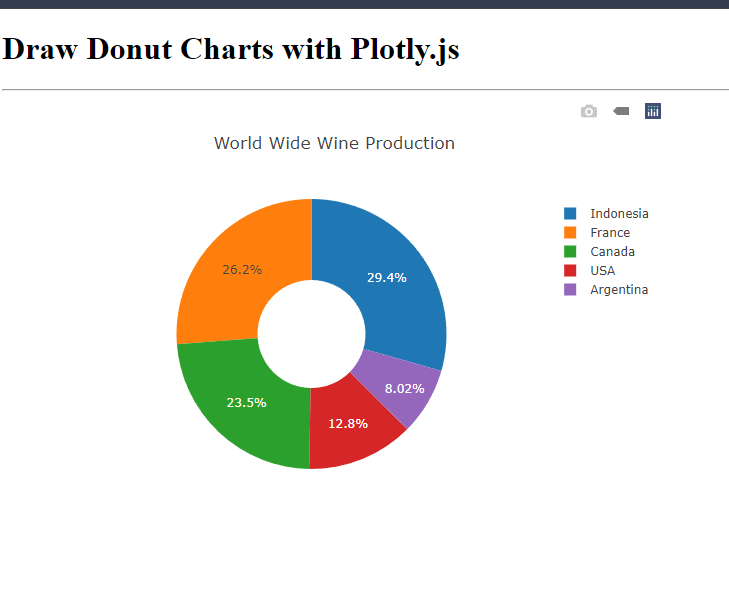 Draw Donut Charts with Plotly.js
World Wide Wine Production
29.4%
26.2%
23.5%
12.8%
8.02%
Indonesia
France
Canada
USA
Argentina